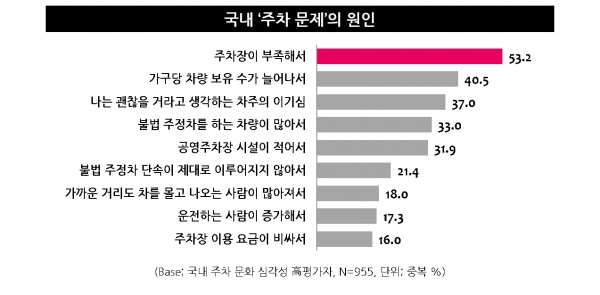 국내 ‘주차 문제’의 원인
주차장이 부족해서 53.2
가구당 차량 보유 수가 늘어나서 40.5
나는 괜찮을 거라고 생각하는 차주의 이기심 37.0
불법 주정차를 하는 차량이 많아서 33.0
공영주차장 시설이 적어서 31.9
불법 주정차 단속이 제대로 이루어지지 않아서 21.4
가까운 거리도 차를 몰고 나오는 사람이 많아져서 18.0
운전하는 사람이 증가해서 17.3
주차장 이용 요금이 비싸서 16.0
(Base: 국내 주차 문화 심각성 高평가자, N=955, 단위; 중복 %)